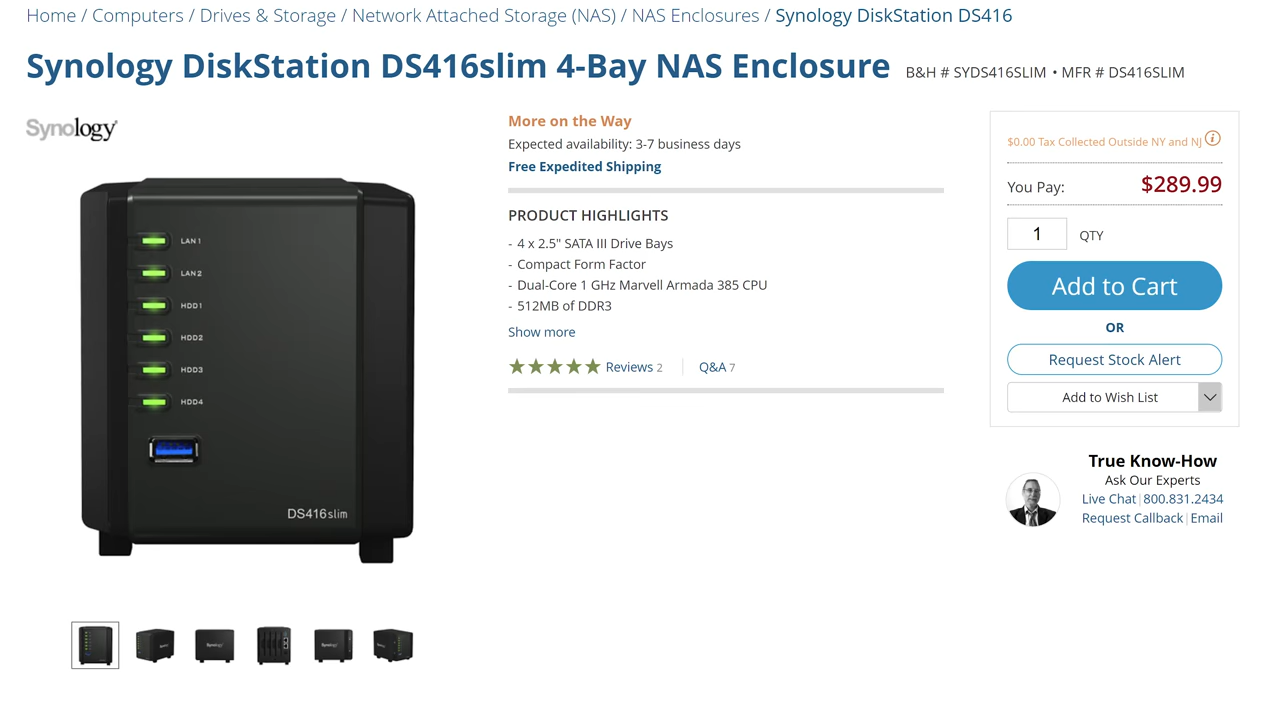 Home / Computers / Drives & Storage / Network Attached Storage (NAS) / NAS Enclosures / Synology DiskStation DS416
Synology DiskStation DS416slim 4-Bay NAS Enclosure B&H # SYDS416SLIM • MFR # DS416SLIM
Synology
LAN 1
LAN 2
HDD1
HDD2
HDD3
HDD4
DS416slim
More on the Way
Expected availability: 3-7 business days
Free Expedited Shipping
PRODUCT HIGHLIGHTS
- 4 x 2.5" SATA III Drive Bays
- Compact Form Factor
- Dual-Core 1 GHz Marvell Armada 385 CPU
- 512MB of DDR3
Show more
Reviews 2 Q&A 7
$0.00 Tax Collected Outside NY and NJ
You Pay: $289.99
1 QTY
Add to Cart
OR
Request Stock Alert
Add to Wish List
True Know-How
Ask Our Experts
Live Chat | 800.831.2434
Request Callback | Email